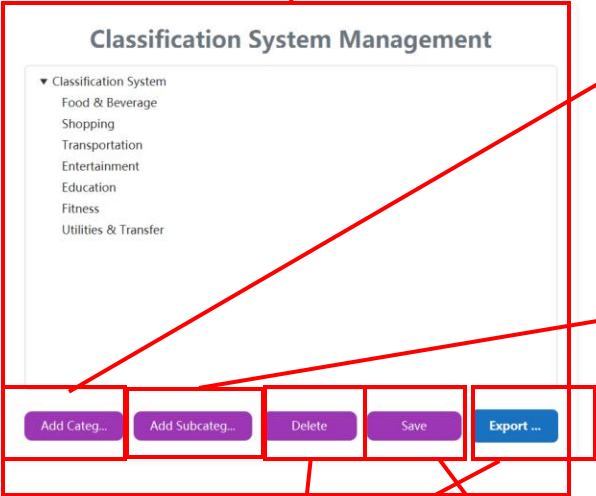 Classification System Management
▼ Classification System
Food & Beverage
Shopping
Transportation
Entertainment
Education
Fitness
Utilities & Transfer
Add Categ... Add Subcateg... Delete Save Export ...